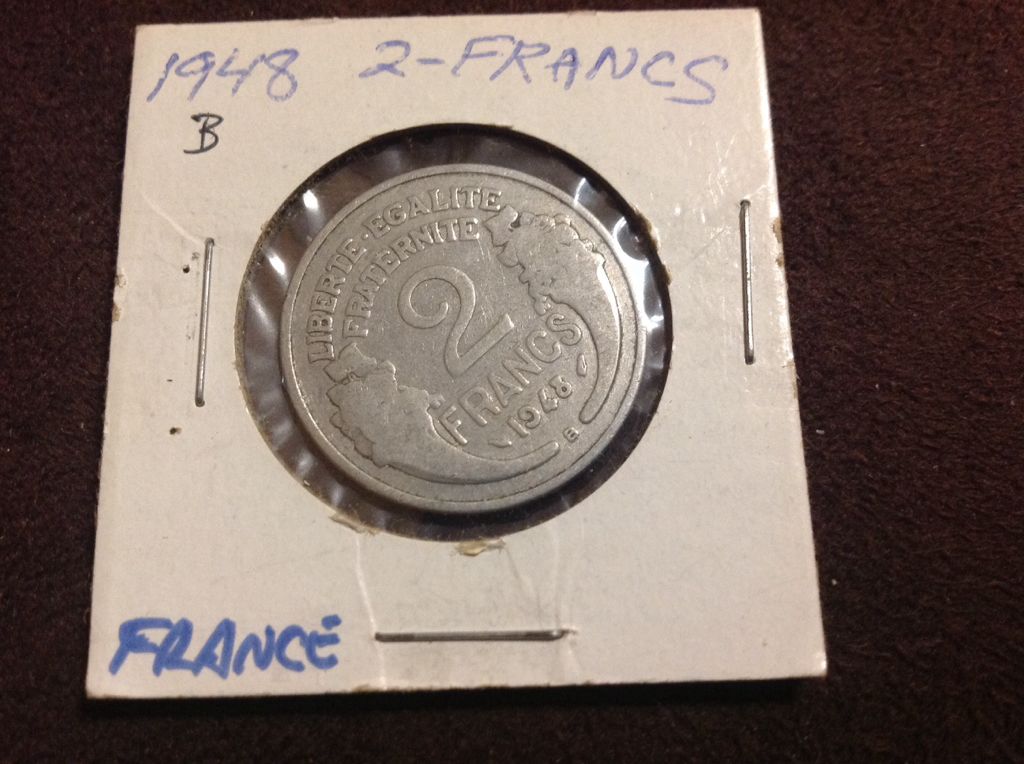 1948 2-FRANCS
B
LIBERTE·EGALITE
FRATERNITE
2
FRANCS
1948
B
FRANCE